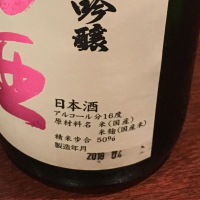 吟醸
酒
日本酒
アルコール分16度
原材料名 米(国産)
米麹(国産米)
精米歩合 50%
製造年月
2018 04